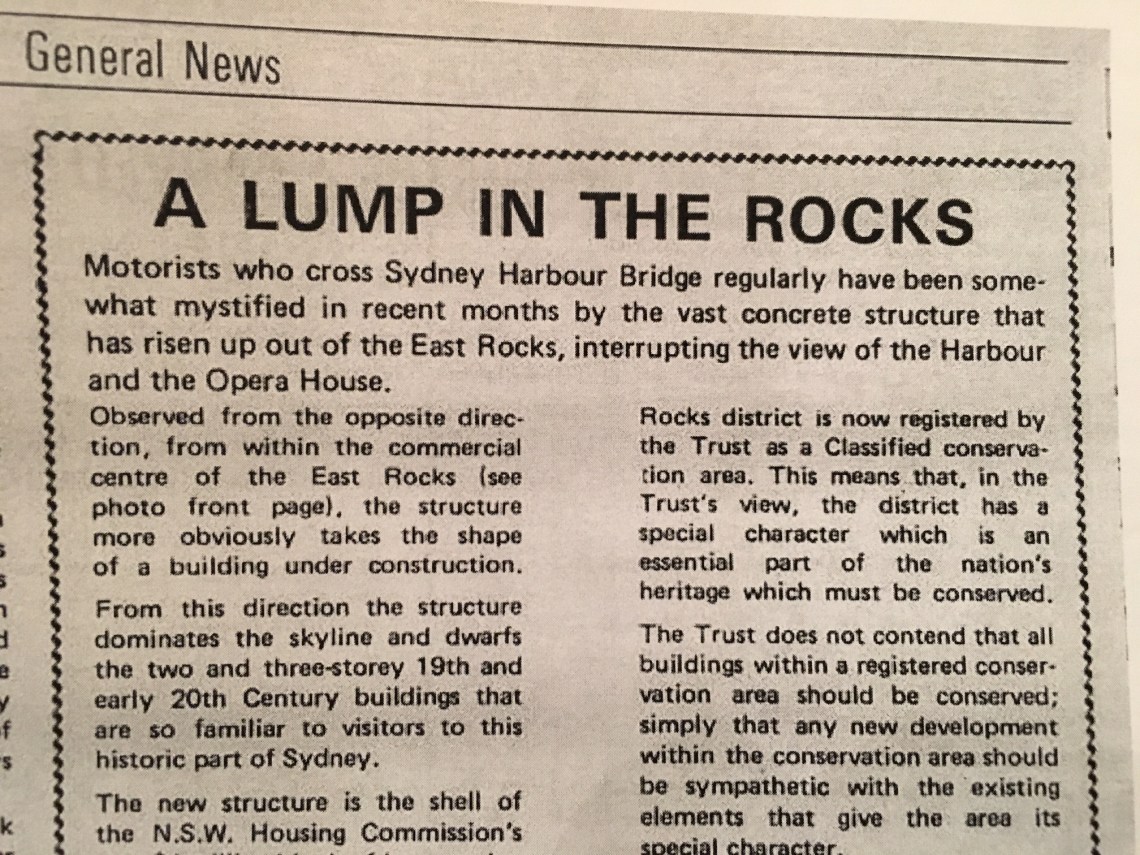 General News
A LUMP IN THE ROCKS
Motorists who cross Sydney Harbour Bridge regularly have been some-
what mystified in recent months by the vast concrete structure that
has risen up out of the East Rocks, interrupting the view of the Harbour
and the Opera House.
Observed from the opposite direc-
tion, from within the commercial
centre of the East Rocks (see
photo front page), the structure
more obviously takes the shape
of a building under construction.
From this direction the structure
dominates the skyline and dwarfs
the two and three-storey 19th and
early 20th Century buildings that
are so familiar to visitors to this
historic part of Sydney.
The new structure is the shell of
the N.S.W. Housing Commission's
Rocks district is now registered by
the Trust as a Classified conserva-
tion area. This means that, in the
Trust's view, the district has a
special character which is an
essential part of the nation's
heritage which must be conserved.
The Trust does not contend that all
buildings within a registered conser-
vation area should be conserved;
simply that any new development
within the conservation area should
be sympathetic with the existing
elements that give the area its
special character.